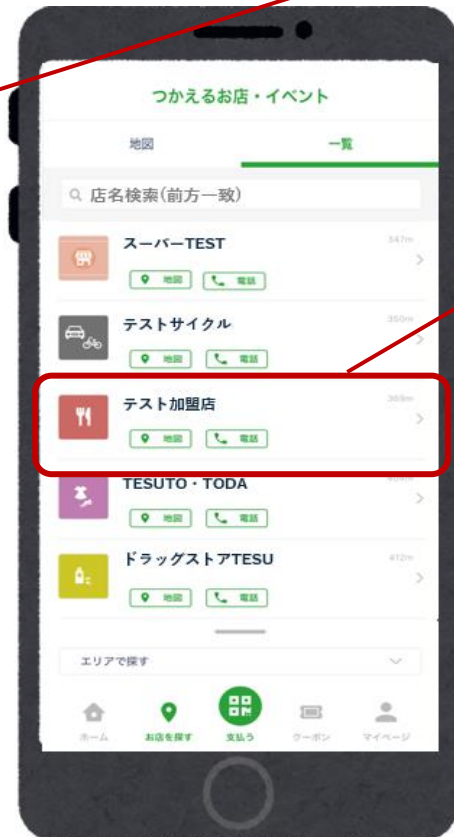 つかえるお店・イベント
地図 一覧
店名検索(前方一致)
スーパーTEST 347m
地図 電話
テストサイクル 350m
地図 電話
テスト加盟店 369m
地図 電話
TESUTO・TODA
地図 電話
ドラッグストアTESU 412m
地図 電話
エリアで探す
ホーム お店を探す 支払う クーポン マイページ